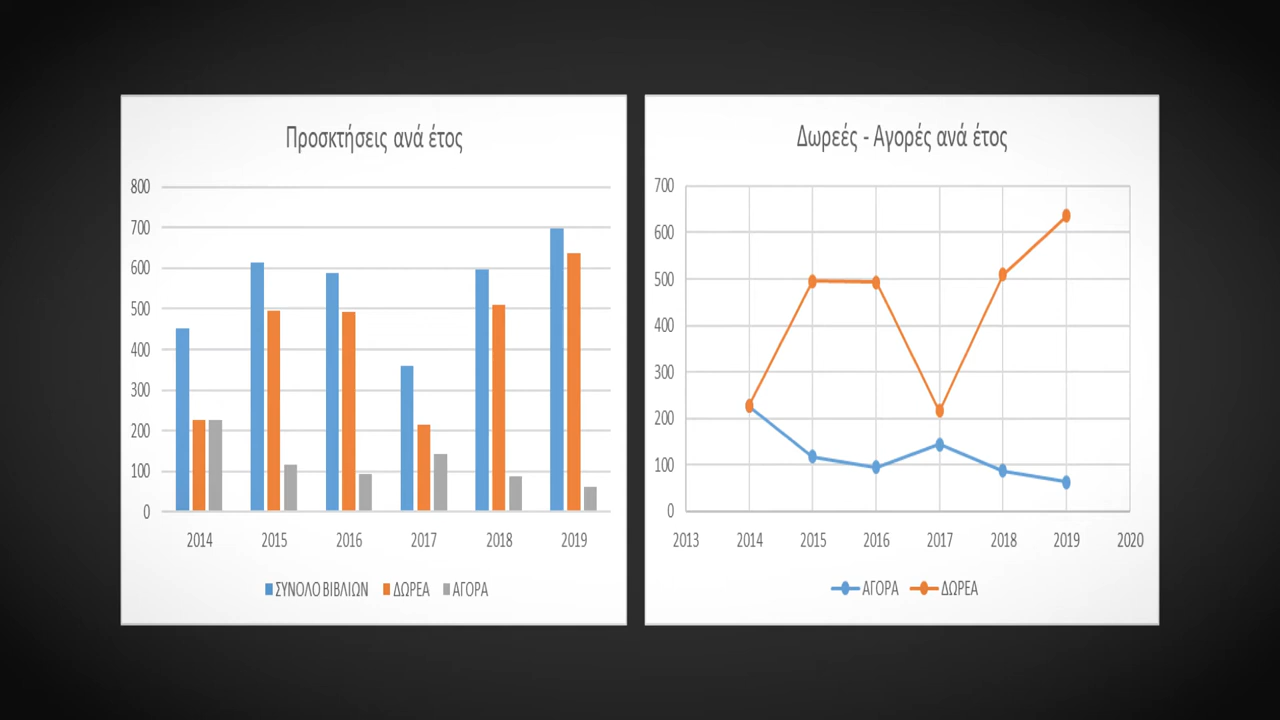 Προσκτήσεις ανά έτος
800
700
600
500
400
300
200
100
0
2014 2015 2016 2017 2018 2019
ΣΥΝΟΛΟ ΒΙΒΛΙΩΝ ΔΩΡΕΑ ΑΓΟΡΑ
Δωρεές - Αγορές ανά έτος
700
600
500
400
300
200
100
0
2013 2014 2015 2016 2017 2018 2019 2020
ΑΓΟΡΑ ΔΩΡΕΑ